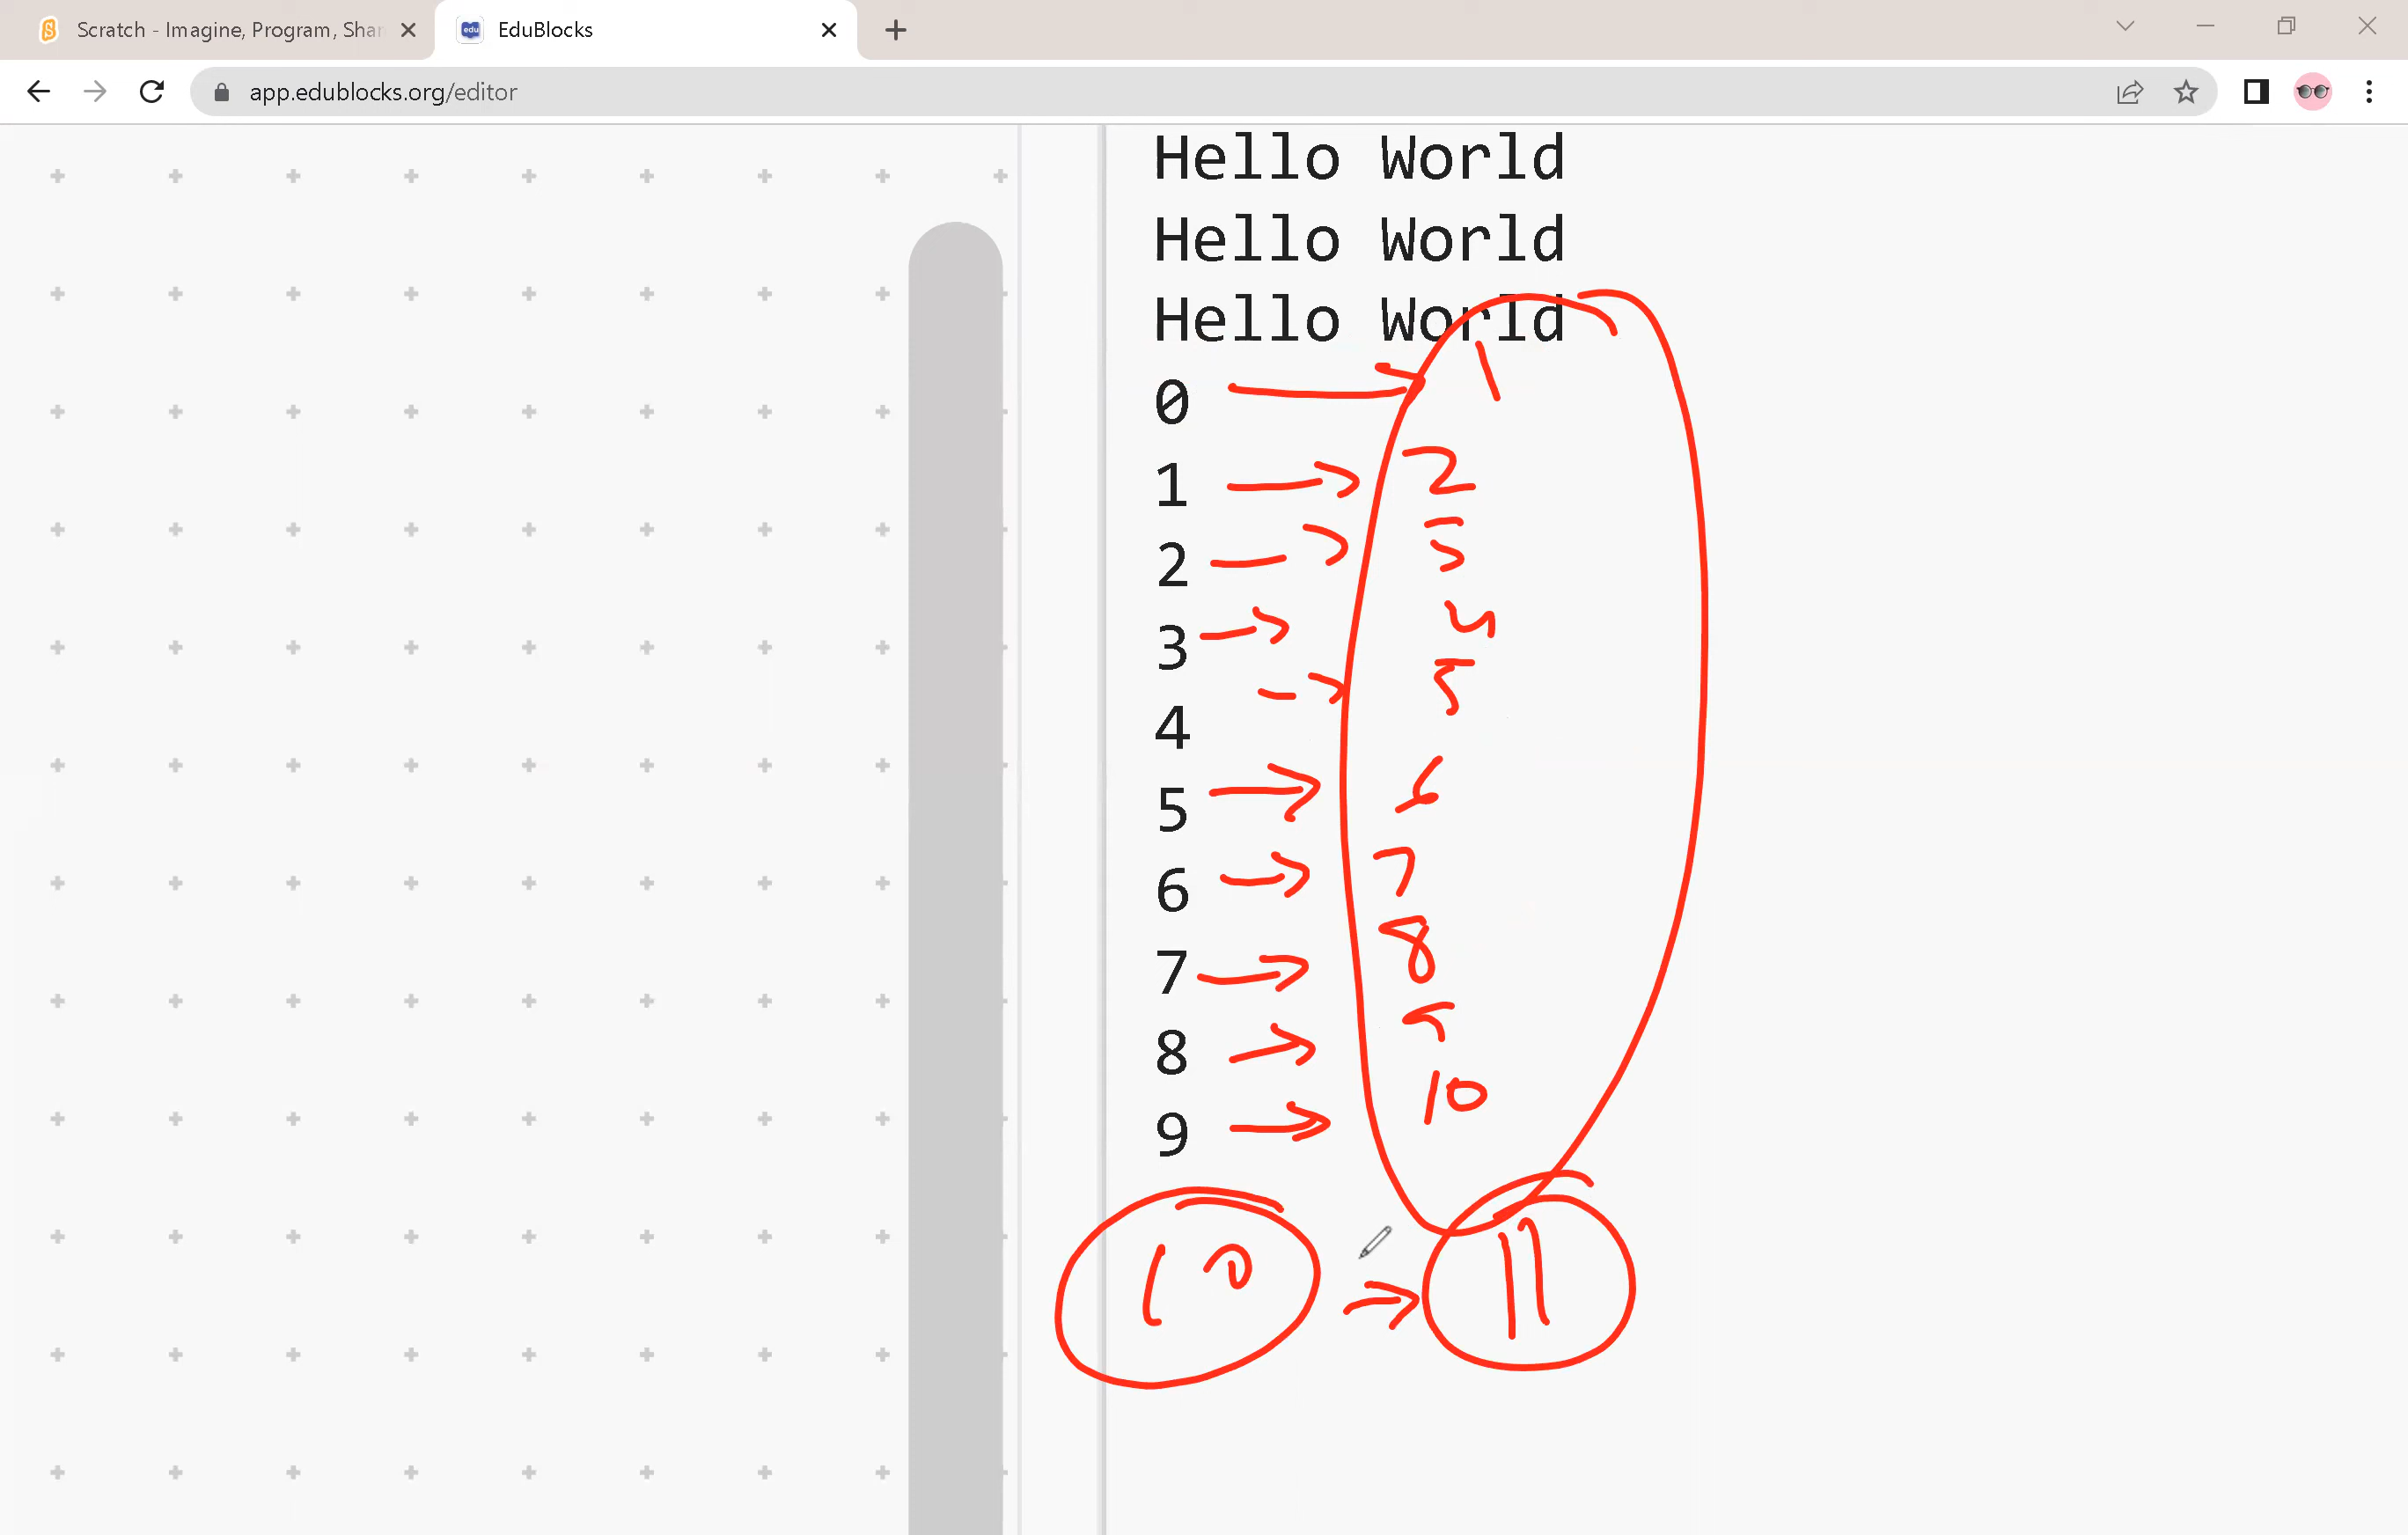 Scratch - Imagine, Program, Shar
EduBlocks
app.edublocks.org/editor
Hello World
Hello World
Hello World
0 1
1 2
2 3
3 4
4 5
5 6
6 7
7 8
8 9
9 10
10 11